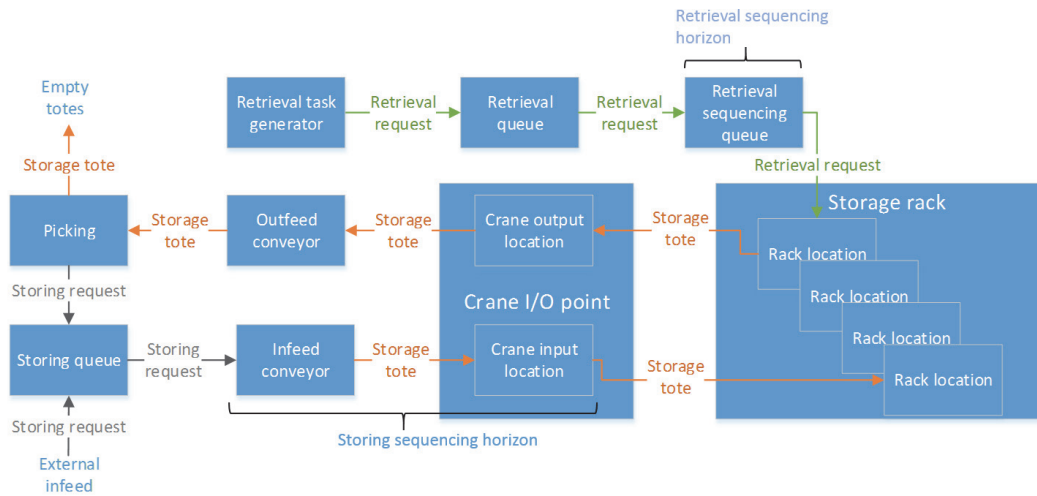 Retrieval sequencing
horizon
Empty
totes
Retrieval task
generator
Retrieval
request
Retrieval
queue
Retrieval
request
Retrieval
sequencing
queue
Storage tote
Retrieval request
Picking
Storage
tote
Outfeed
conveyor
Storage
tote
Crane output
location
Storage
tote
Storage rack
Rack location
Rack location
Rack location
Rack location
Crane I/O point
Storing request
Storing queue
Storing
request
Infeed
conveyor
Storage
tote
Crane input
location
Storage
tote
Storing request
Storing sequencing horizon
External
infeed